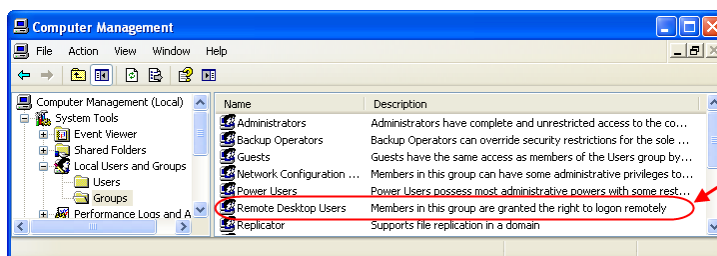 Computer Management
File Action View Window Help
Computer Management (Local)
System Tools
Event Viewer
Shared Folders
Local Users and Groups
Users
Groups
Performance Logs and A
Name Description
Administrators Administrators have complete and unrestricted access to the co...
Backup Operators Backup Operators can override security restrictions for the sole ...
Guests Guests have the same access as members of the Users group by...
Network Configuration ... Members in this group can have some administrative privileges to...
Power Users Power Users possess most administrative powers with some rest...
Remote Desktop Users Members in this group are granted the right to logon remotely
Replicator Supports file replication in a domain